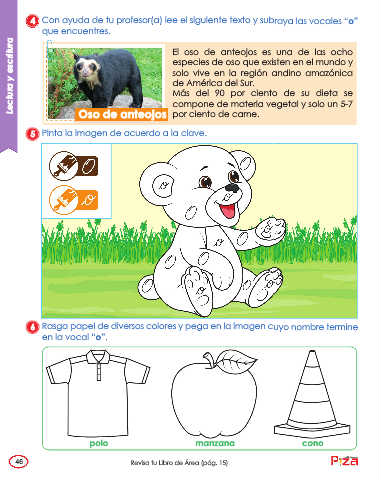 Lectura y escritura
4 Con ayuda de tu profesor(a) lee el siguiente texto y subraya las vocales "o"
que encuentres.
El oso de anteojos es una de las ocho
especies de oso que existen en el mundo y
solo vive en la región andino amazónica
de América del Sur.
Más del 90 por ciento de su dieta se
compone de materia vegetal y solo un 5-7
por ciento de carne.
Oso de anteojos
5 Pinta la imagen de acuerdo a la clave.
O
o
o
o
o
o
o
o
o
o
6 Rasga papel de diversos colores y pega en la imagen cuyo nombre termine
en la vocal "o".
polo
manzana
cono
46
Revisa tu Libro de Área (pág. 15)